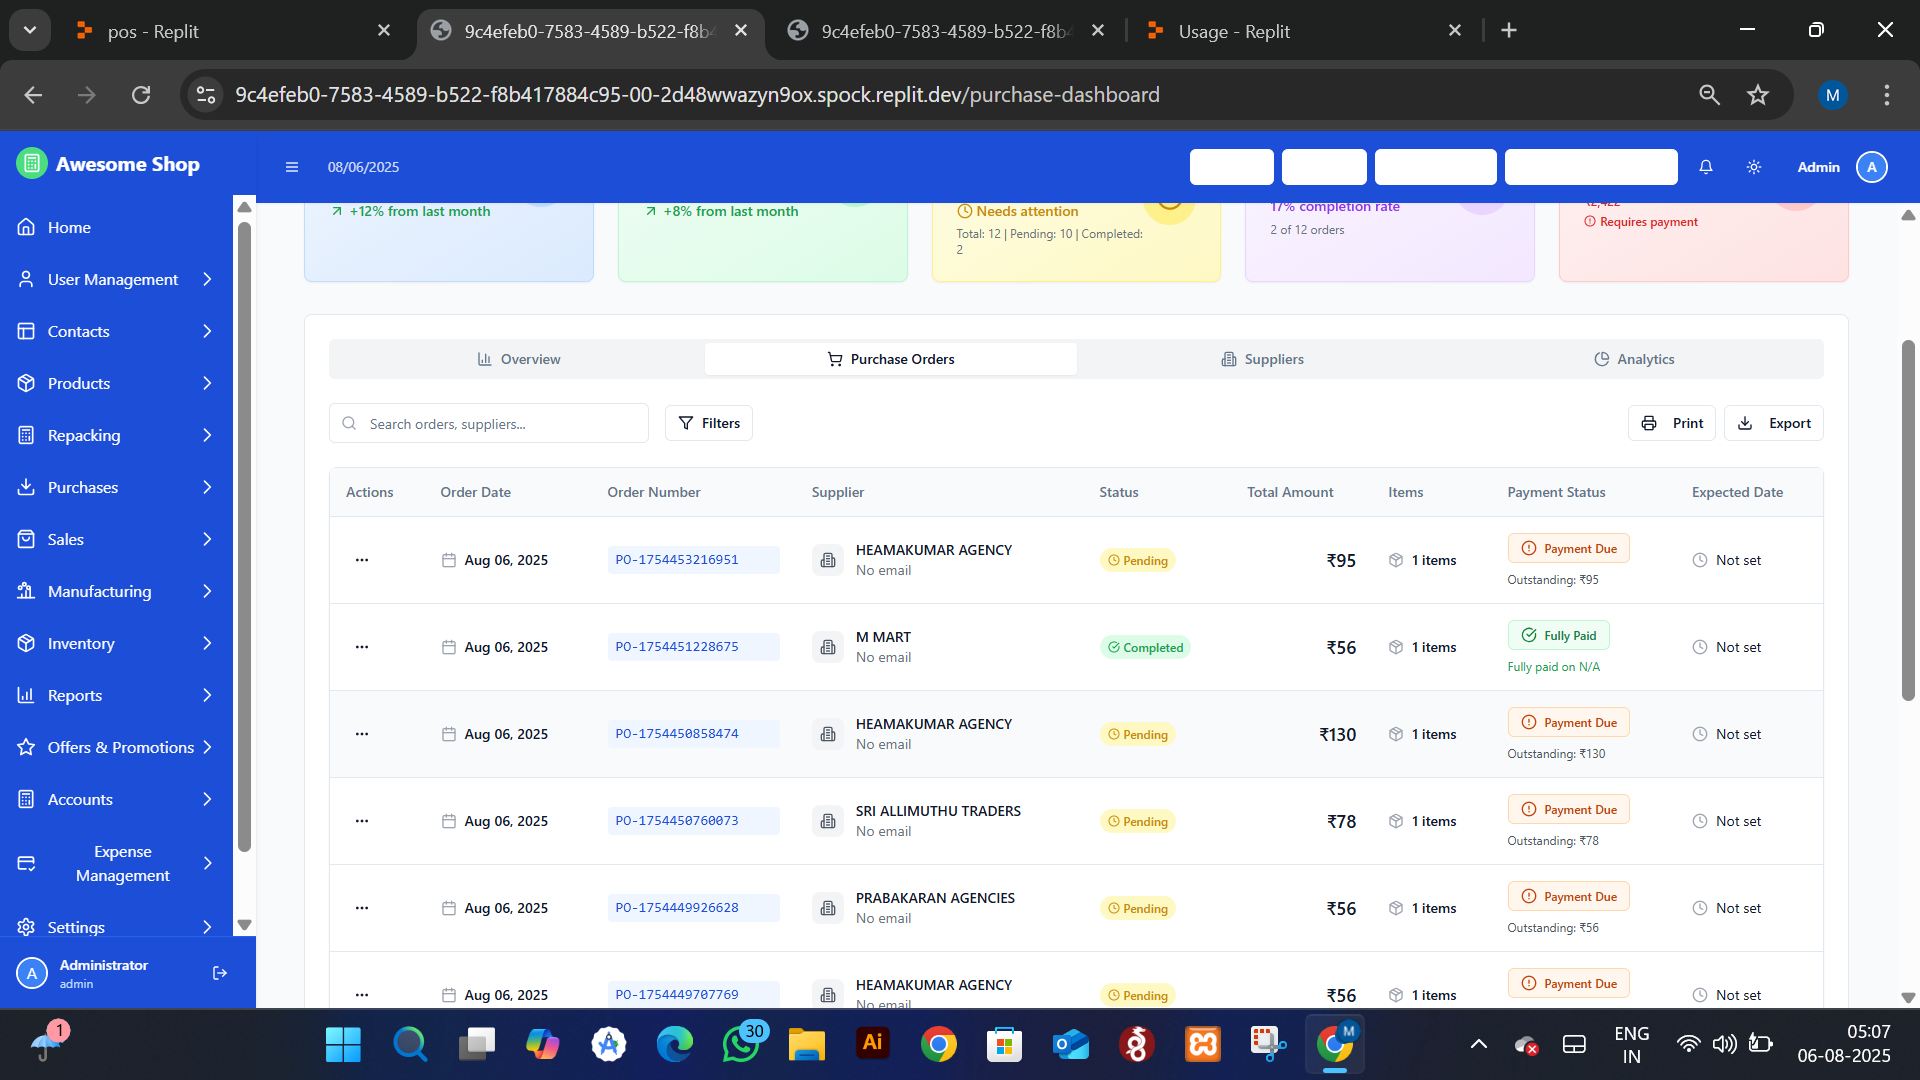 pos - Replit
9c4efeb0-7583-4589-b522-f8b4
9c4efeb0-7583-4589-b522-f8b4
Usage - Replit
9c4efeb0-7583-4589-b522-f8b417884c95-00-2d48wwazyn9ox.spock.replit.dev/purchase-dashboard
M
Awesome Shop
08/06/2025
Admin
A
Home
User Management
Contacts
Products
Repacking
Purchases
Sales
Manufacturing
Inventory
Reports
Offers & Promotions
Accounts
Expense
Management
Settings
A
Administrator
admin
+12% from last month
+8% from last month
Needs attention
Total: 12 | Pending: 10 | Completed:
2
17% completion rate
2 of 12 orders
₹2,422
Requires payment
Overview
Purchase Orders
Suppliers
Analytics
Search orders, suppliers...
Filters
Print
Export
Actions Order Date Order Number Supplier Status Total Amount Items Payment Status Expected Date
... Aug 06, 2025 PO-1754453216951 HEAMAKUMAR AGENCY Pending ₹95 1 items Payment Due Not set
No email Outstanding: ₹95
... Aug 06, 2025 PO-1754451228675 M MART Completed ₹56 1 items Fully Paid Not set
No email Fully paid on N/A
... Aug 06, 2025 PO-1754450858474 HEAMAKUMAR AGENCY Pending ₹130 1 items Payment Due Not set
No email Outstanding: ₹130
... Aug 06, 2025 PO-1754450760073 SRI ALLIMUTHU TRADERS Pending ₹78 1 items Payment Due Not set
No email Outstanding: ₹78
... Aug 06, 2025 PO-1754449926628 PRABAKARAN AGENCIES Pending ₹56 1 items Payment Due Not set
No email Outstanding: ₹56
... Aug 06, 2025 PO-1754449707769 HEAMAKUMAR AGENCY Pending ₹56 1 items Payment Due Not set
No email
1
30
Ai
M
ENG
IN
05:07
06-08-2025